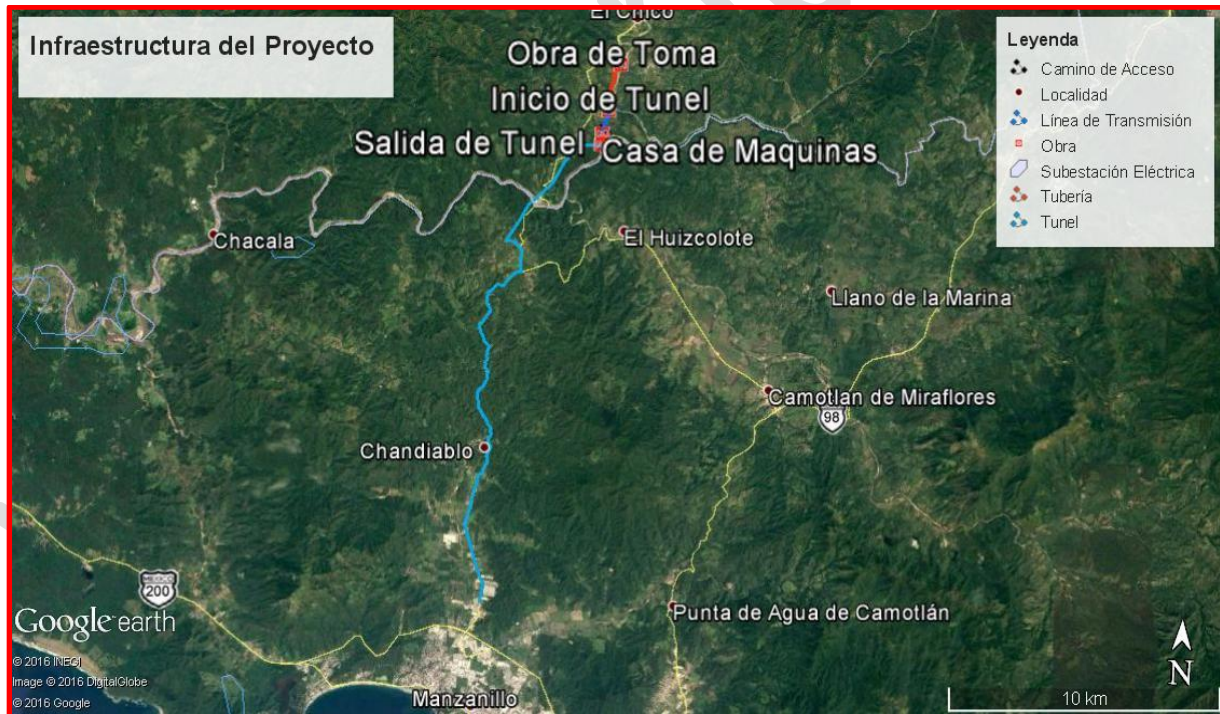 Infraestructura del Proyecto
El Chico
Obra de Toma
Inicio de Tunel
Salida de Tunel
Casa de Maquinas
Leyenda
Camino de Acceso
Localidad
Línea de Transmisión
Obra
Subestación Eléctrica
Tubería
Tunel
Chacala
El Huizcolote
Llano de la Marina
Camotlan de Miraflores
98
Chandiablo
MEXICO
200
Punta de Agua de Camotlán
Google earth
© 2016 INEGI
Image © 2016 DigitalGlobe
© 2016 Google
Manzanillo
N
10 km